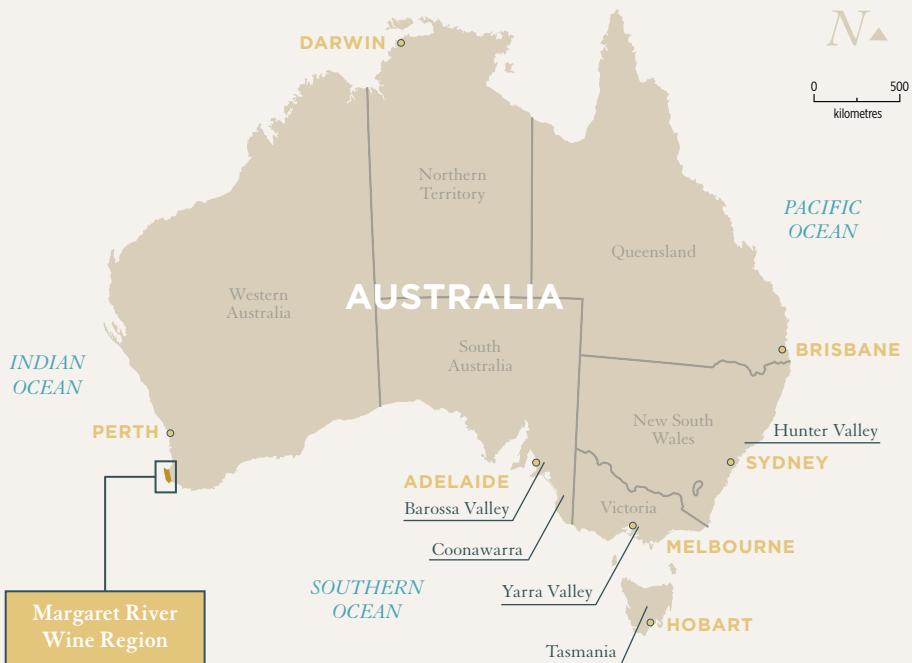 N
DARWIN
0 500
kilometres
Northern
Territory
PACIFIC
OCEAN
Queensland
Western
Australia
AUSTRALIA
South
Australia
INDIAN
OCEAN
BRISBANE
New South
Wales
Hunter Valley
PERTH
SYDNEY
ADELAIDE
Barossa Valley
Victoria
Coonawarra
MELBOURNE
SOUTHERN
OCEAN
Yarra Valley
Margaret River
Wine Region
HOBART
Tasmania